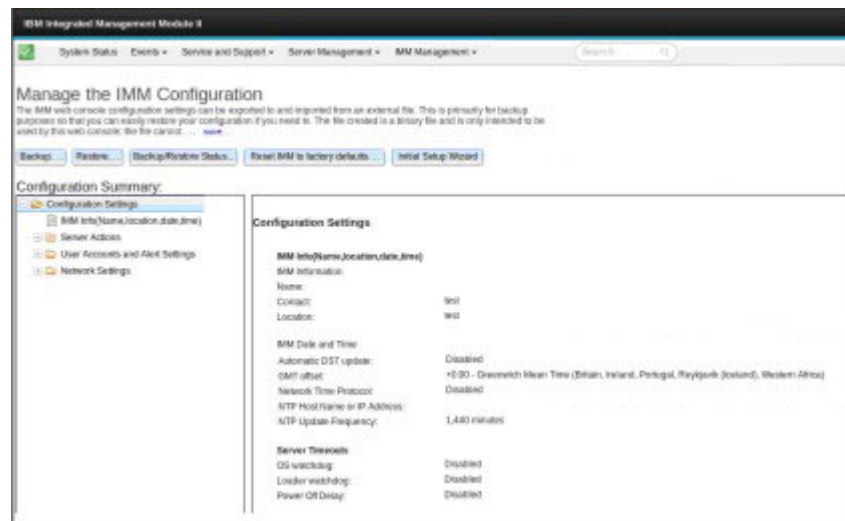 IBM Integrated Management Module II
System Status Events Service and Support Server Management IMM Management Search
Manage the IMM Configuration
The IMM web console configuration settings can be exported to and imported from an external file. This is primarily for backup
purposes so that you can easily restore your configuration if you need to. The file created is a binary file and is only intended to be
used by this web console; the file cannot ... more
Backup... Restore... Backup/Restore Status... Reset IMM to factory defaults... Initial Setup Wizard
Configuration Summary:
Configuration Settings
IMM Info(Name,location,date,time)
Server Actions
User Accounts and Alert Settings
Network Settings
Configuration Settings
IMM Info(Name,location,date,time)
IMM Information
Name:
Contact: test
Location: test
IMM Date and Time
Automatic DST update: Disabled
GMT offset: +0:00 - Greenwich Mean Time (Britain, Ireland, Portugal, Reykjavik (Iceland), Western Africa)
Network Time Protocol: Disabled
NTP Host Name or IP Address:
NTP Update Frequency: 1,440 minutes
Server Timeouts
OS watchdog: Disabled
Loader watchdog: Disabled
Power Off Delay: Disabled